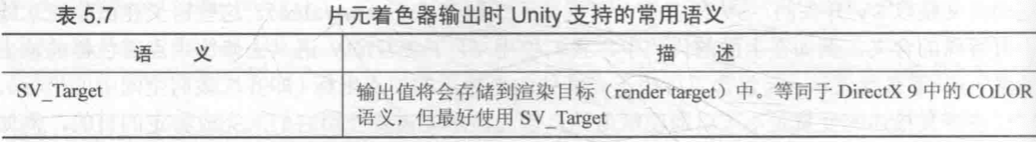 表 5.7 片元着色器输出时 Unity 支持的常用语义
语 义 描 述
SV_Target 输出值将会存储到渲染目标（render target）中。等同于 DirectX 9 中的 COLOR
语义，但最好使用 SV_Target